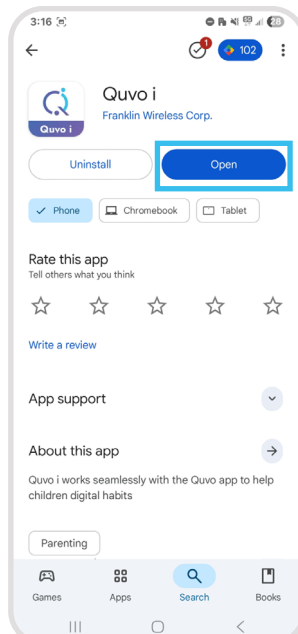 3:16
28
1
102
Quvo i
Franklin Wireless Corp.
Quvo i
Uninstall
Open
Phone
Chromebook
Tablet
Rate this app
Tell others what you think
Write a review
App support
About this app
Quvo i works seamlessly with the Quvo app to help
children digital habits
Parenting
Games
Apps
Search
Books